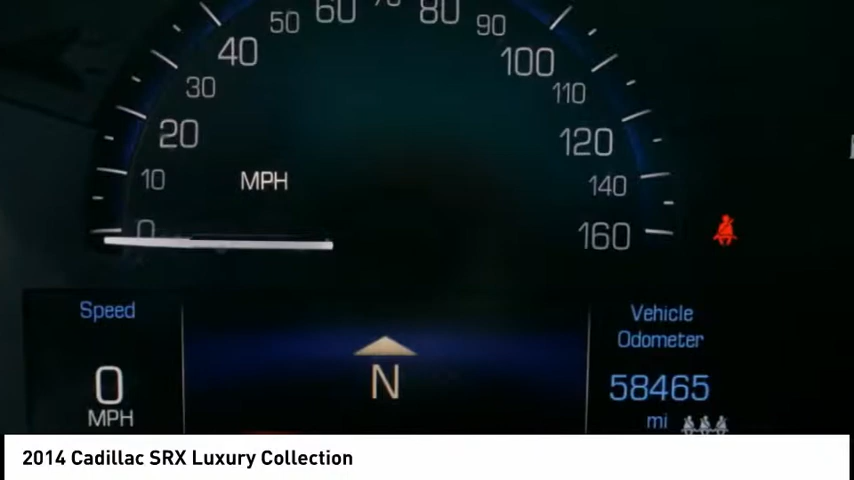 60 70 80
50 90
40 100
30 110
20 120
MPH
10 140
0 160
Speed
0
MPH
N
Vehicle
Odometer
58465
mi
2014 Cadillac SRX Luxury Collection